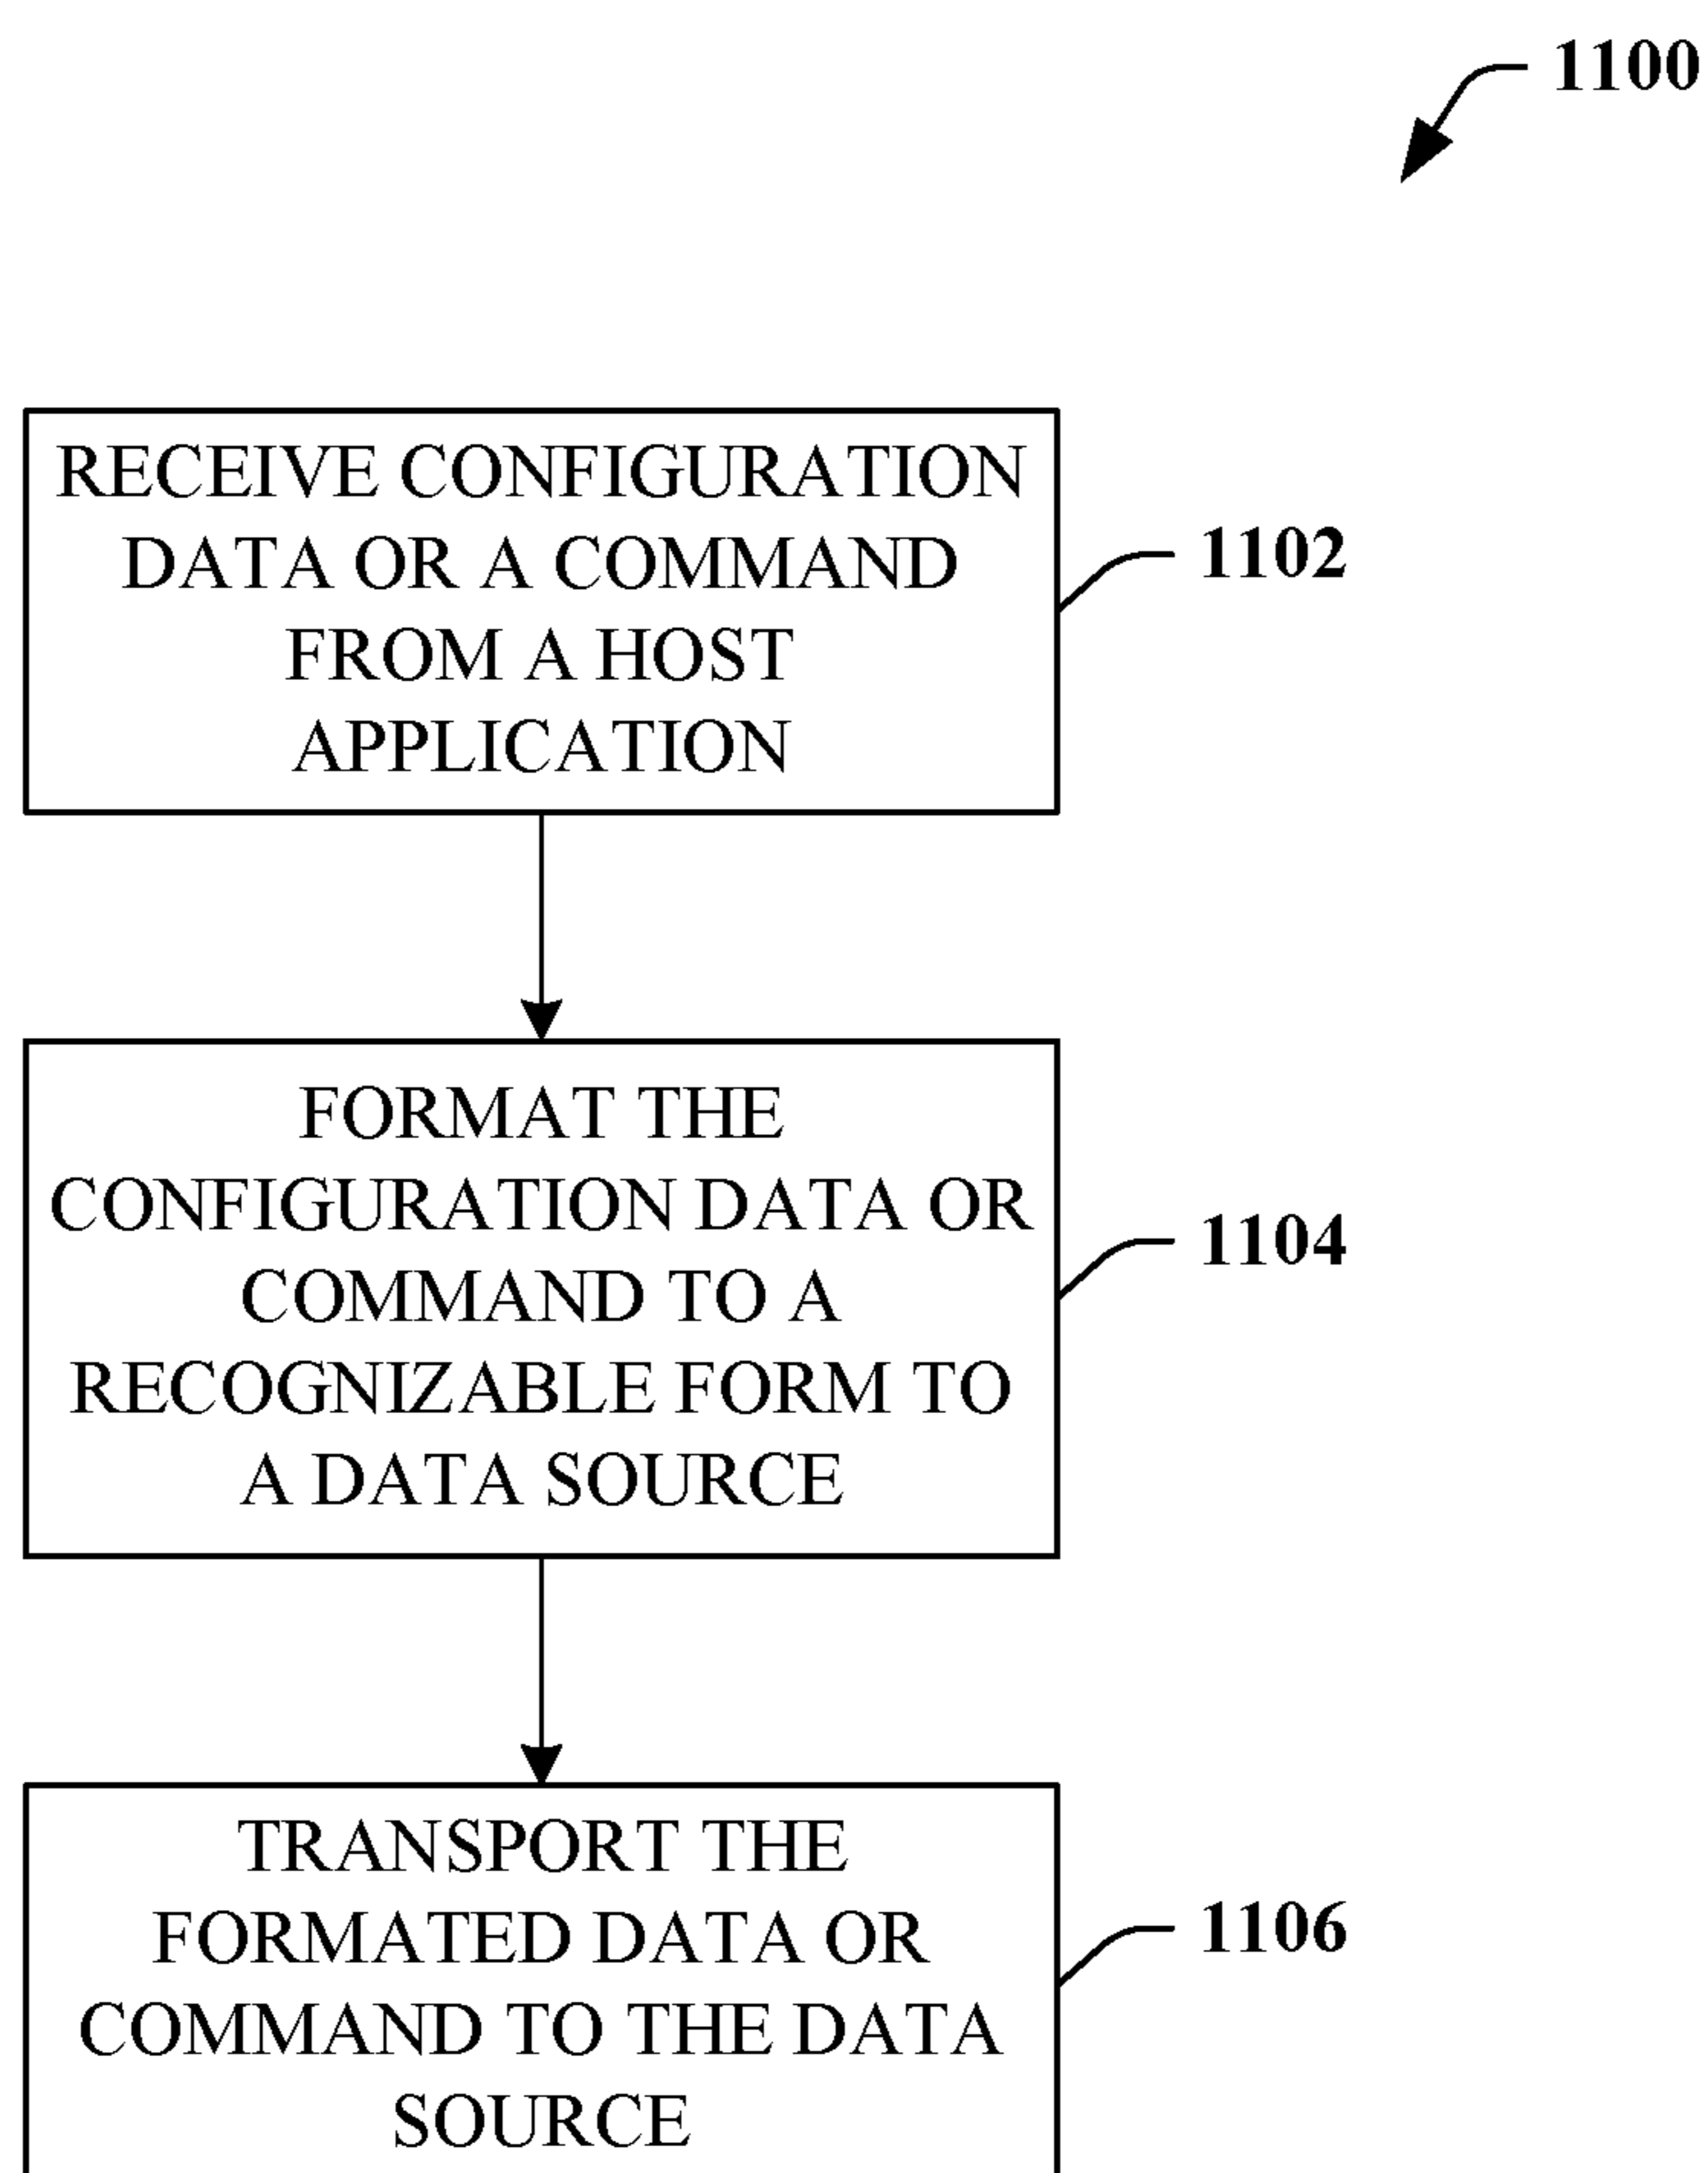 1100
RECEIVE CONFIGURATION
DATA OR A COMMAND
FROM A HOST
APPLICATION
1102
FORMAT THE
CONFIGURATION DATA OR
COMMAND TO A
RECOGNIZABLE FORM TO
A DATA SOURCE
1104
TRANSPORT THE
FORMATED DATA OR
COMMAND TO THE DATA
SOURCE
1106